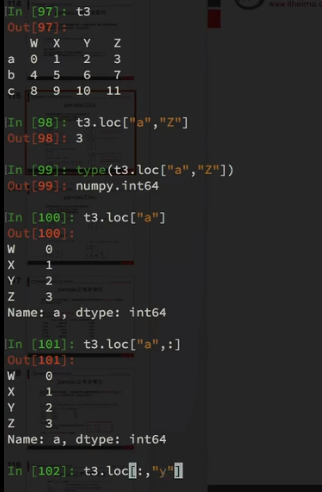 In [97]: t3
Out[97]:
W X Y Z
a 0 1 2 3
b 4 5 6 7
c 8 9 10 11
In [98]: t3.loc["a","Z"]
Out[98]: 3
In [99]: type(t3.loc["a","Z"])
Out[99]: numpy.int64
In [100]: t3.loc["a"]
Out[100]:
W 0
X 1
Y 2
Z 3
Name: a, dtype: int64
In [101]: t3.loc["a",:]
Out[101]:
W 0
X 1
Y 2
Z 3
Name: a, dtype: int64
In [102]: t3.loc[:,"y"]